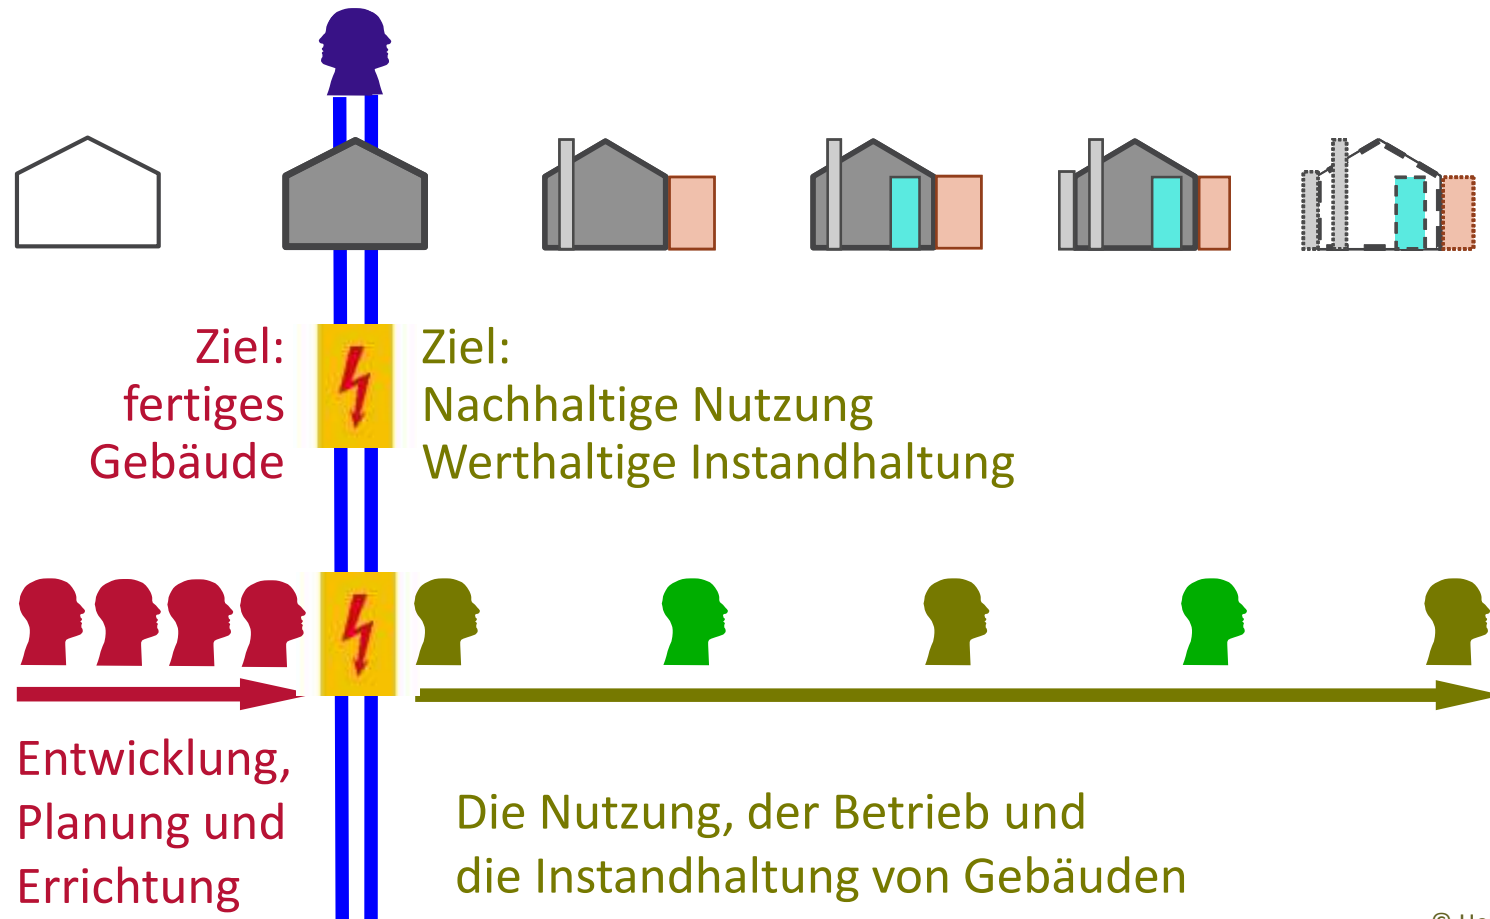 Ziel:
fertiges
Gebäude
Ziel:
Nachhaltige Nutzung
Werthaltige Instandhaltung
Entwicklung,
Planung und
Errichtung
Die Nutzung, der Betrieb und
die Instandhaltung von Gebäuden